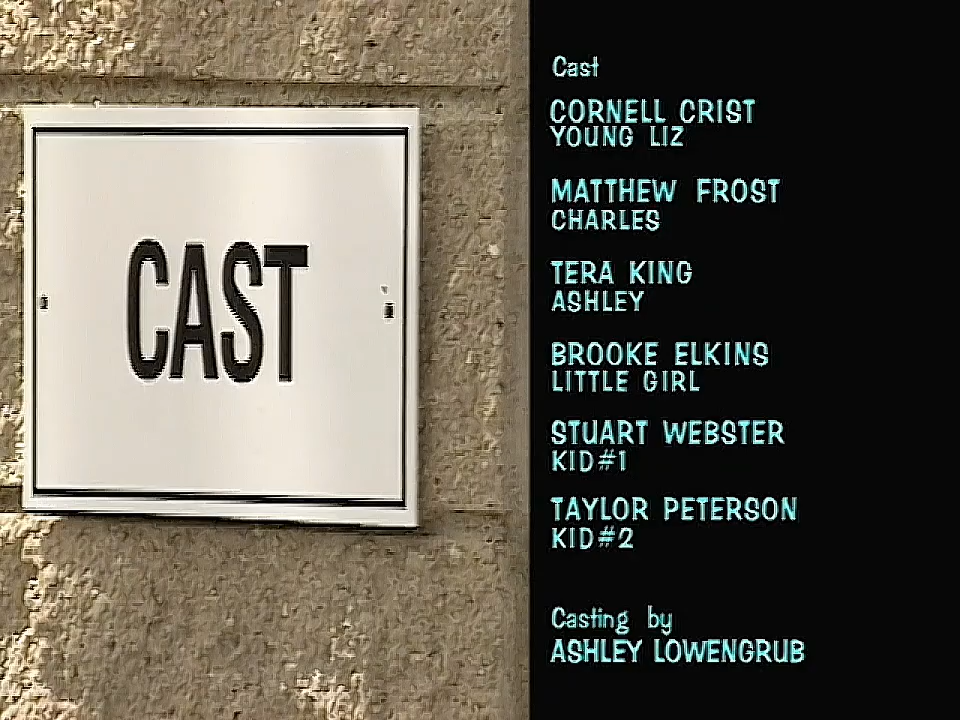 CAST
Cast
CORNELL CRIST
YOUNG LIZ
MATTHEW FROST
CHARLES
TERA KING
ASHLEY
BROOKE ELKINS
LITTLE GIRL
STUART WEBSTER
KID#1
TAYLOR PETERSON
KID#2
Casting by
ASHLEY LOWENGRUB